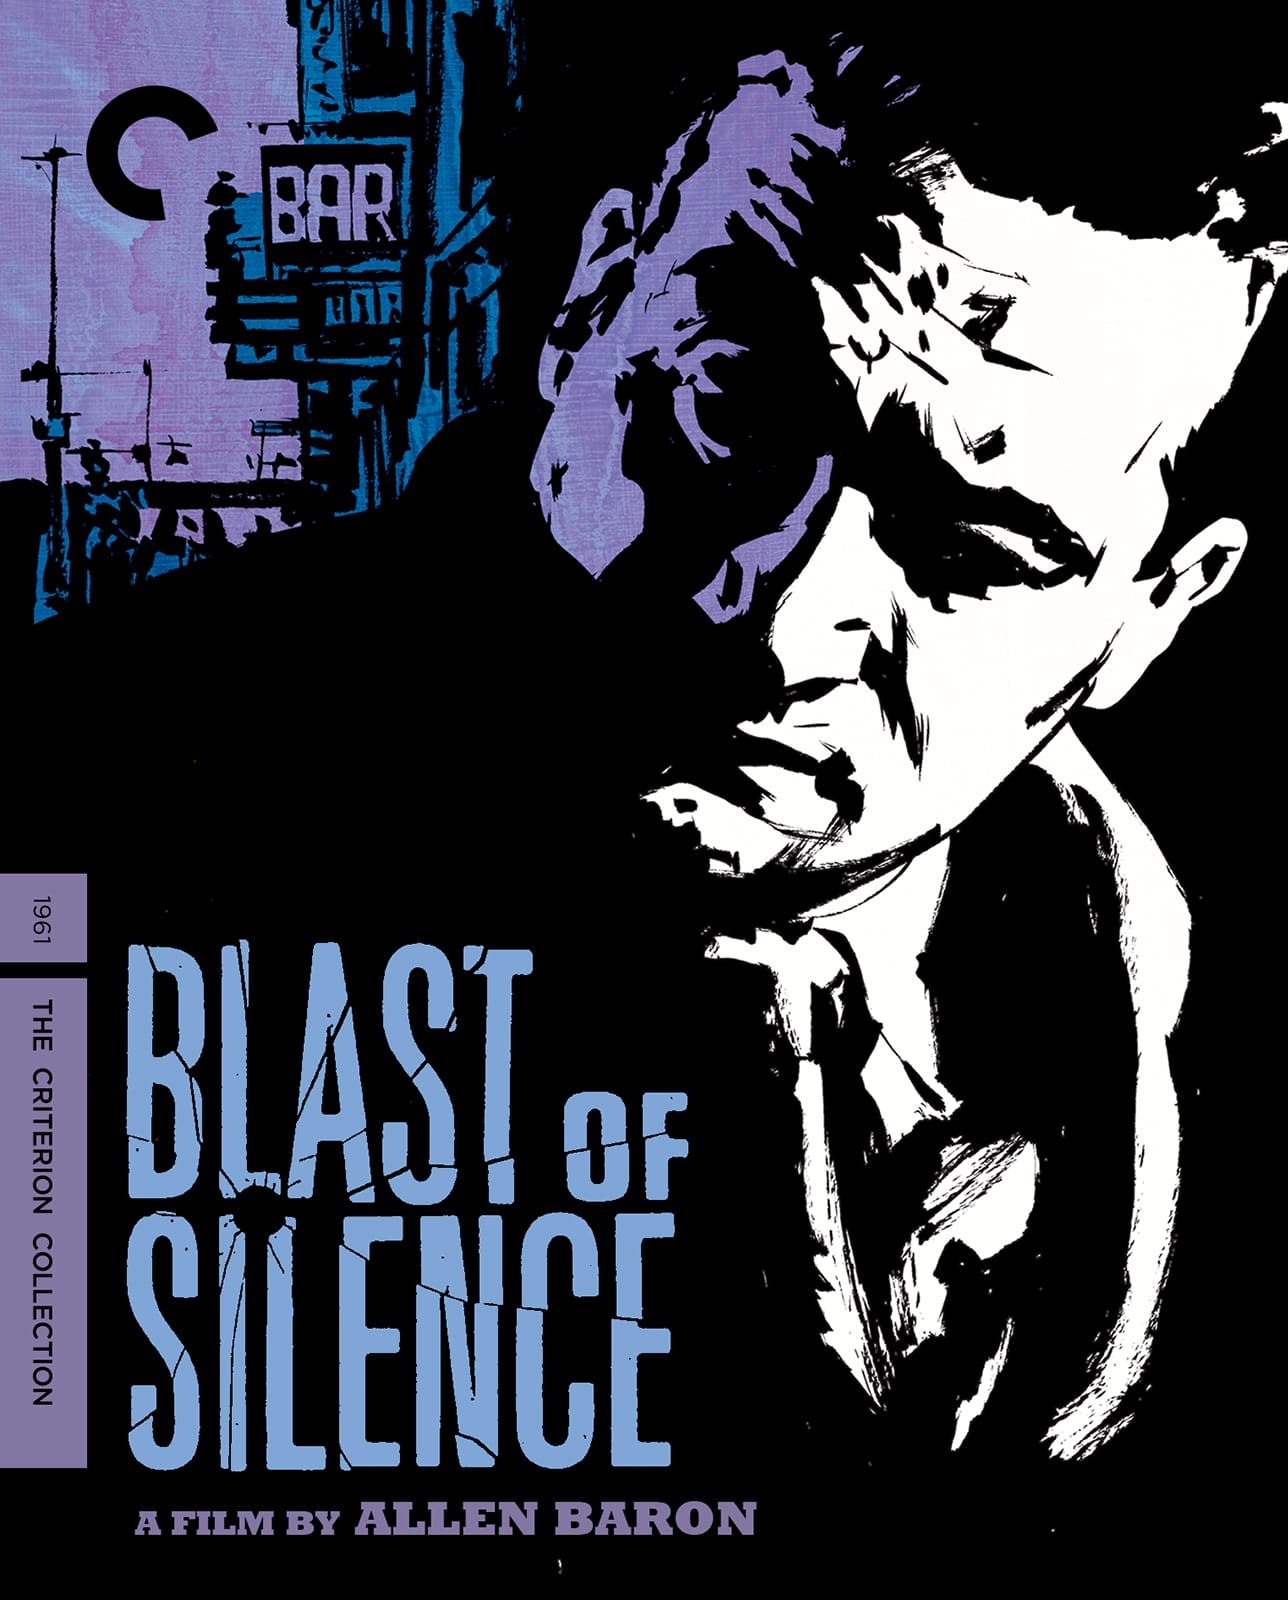 BAR
1961
THE CRITERION COLLECTION
BLAST OF
SILENCE
A FILM BY ALLEN BARON